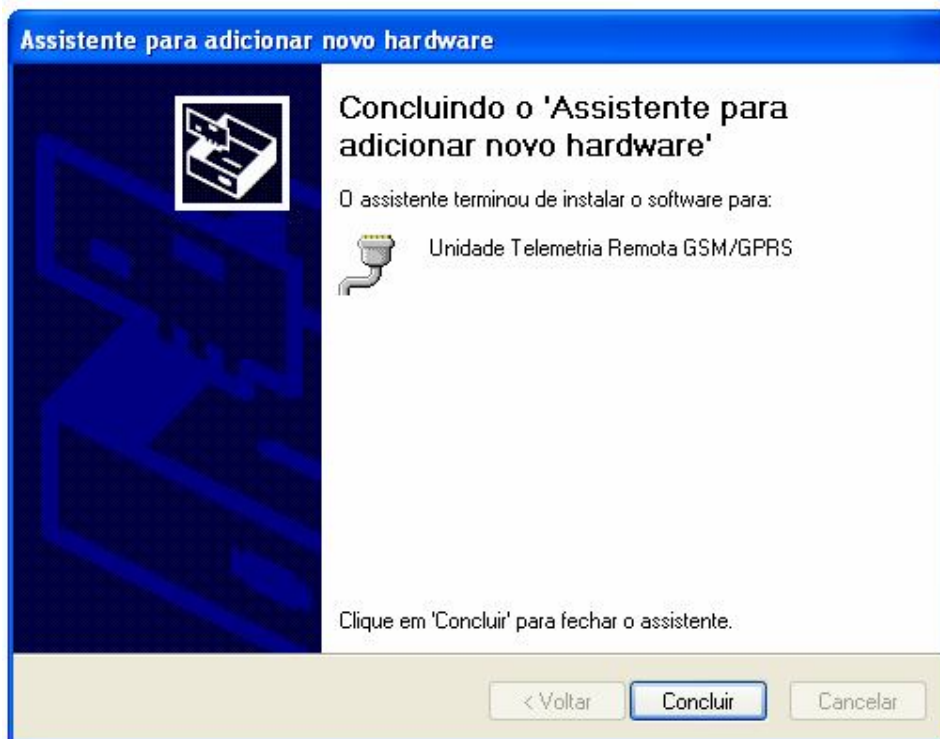 Assistente para adicionar novo hardware
Concluindo o 'Assistente para
adicionar novo hardware'
O assistente terminou de instalar o software para:
Unidade Telemetria Remota GSM/GPRS
Clique em 'Concluir' para fechar o assistente.
< Voltar
Concluir
Cancelar